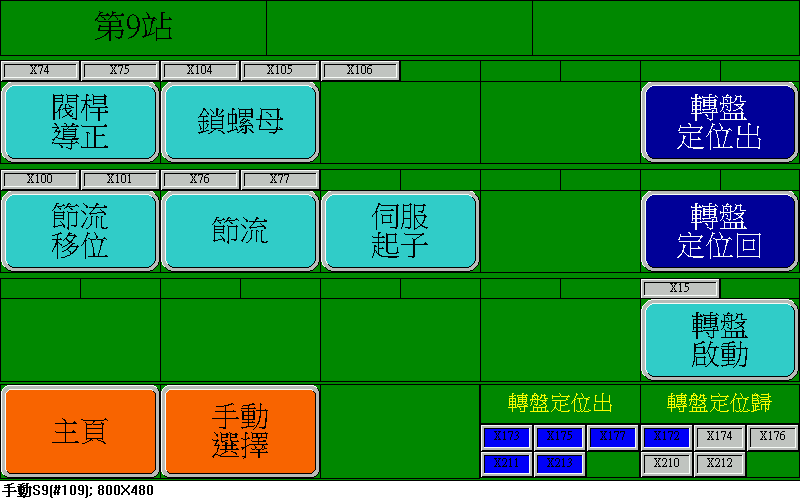 第9站
X74 X75 X104 X105 X106
閥桿
導正
鎖螺母
轉盤
定位出
X100 X101 X76 X77
節流
移位
節流
伺服
起子
轉盤
定位回
X15
轉盤
啟動
主頁
手動
選擇
轉盤定位出
轉盤定位歸
X173 X175 X177 X172 X174 X176
X211 X213 X210 X212
手動S9(#109); 800X480